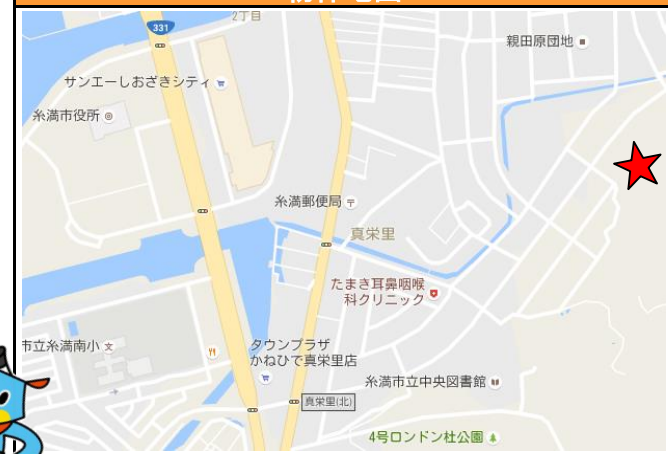 物件地図
331
2丁目
親田原団地
サンエーしおざきシティ
糸満市役所
糸満郵便局
真栄里
たまき耳鼻咽喉
科クリニック
市立糸満南小
タウンプラザ
かねひで真栄里店
糸満市立中央図書館
真栄里(北)
4号ロンドン杜公園